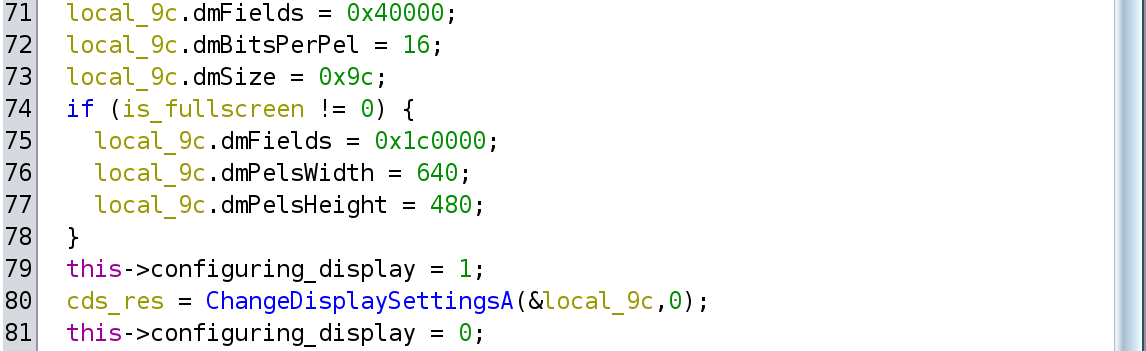 71 local_9c.dmFields = 0x40000;
72 local_9c.dmBitsPerPel = 16;
73 local_9c.dmSize = 0x9c;
74 if (is_fullscreen != 0) {
75 local_9c.dmFields = 0x1c0000;
76 local_9c.dmPelsWidth = 640;
77 local_9c.dmPelsHeight = 480;
78 }
79 this->configuring_display = 1;
80 cds_res = ChangeDisplaySettingsA(&local_9c,0);
81 this->configuring_display = 0;